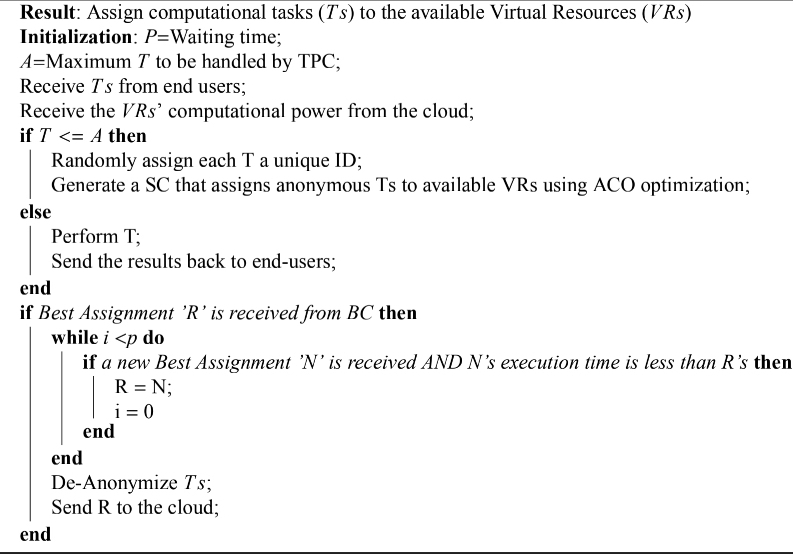 Result: Assign computational tasks (Ts) to the available Virtual Resources (VRs)
Initialization: P=Waiting time;
A=Maximum T to be handled by TPC;
Receive Ts from end users;
Receive the VRs' computational power from the cloud;
if T <= A then
Randomly assign each T a unique ID;
Generate a SC that assigns anonymous Ts to available VRs using ACO optimization;
else
Perform T;
Send the results back to end-users;
end
if Best Assignment 'R' is received from BC then
while i <p do
if a new Best Assignment 'N' is received AND N's execution time is less than R's then
R = N;
i = 0
end
end
De-Anonymize Ts;
Send R to the cloud;
end